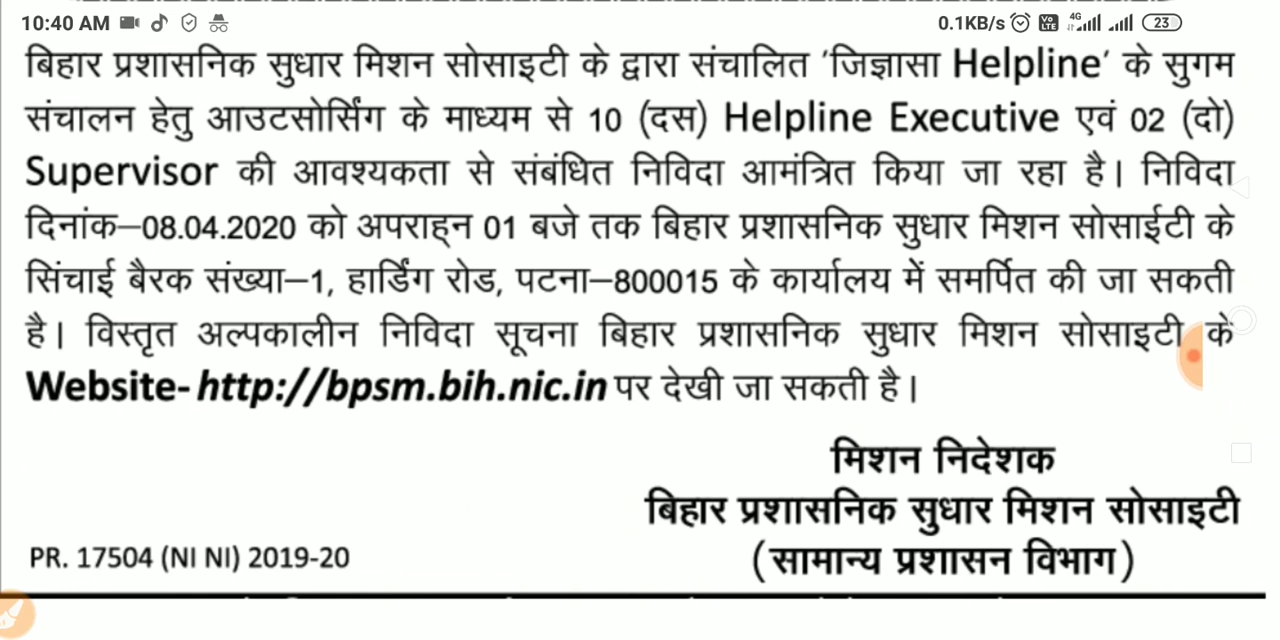 10:40 AM
0.1KB/s Vo LTE 4G 23
बिहार प्रशासनिक सुधार मिशन सोसाइटी के द्वारा संचालित ‘जिज्ञासा Helpline’ के सुगम
संचालन हेतु आउटसोर्सिंग के माध्यम से 10 (दस) Helpline Executive एवं 02 (दो)
Supervisor की आवश्यकता से संबंधित निविदा आमंत्रित किया जा रहा है। निविदा
दिनांक–08.04.2020 को अपराह्न 01 बजे तक बिहार प्रशासनिक सुधार मिशन सोसाईटी के
सिंचाई बैरक संख्या–1, हार्डिंग रोड, पटना–800015 के कार्यालय में समर्पित की जा सकती
है। विस्तृत अल्पकालीन निविदा सूचना बिहार प्रशासनिक सुधार मिशन सोसाइटी के
Website- http://bpsm.bih.nic.in पर देखी जा सकती है।
मिशन निदेशक
बिहार प्रशासनिक सुधार मिशन सोसाइटी
PR. 17504 (NI NI) 2019-20
(सामान्य प्रशासन विभाग)